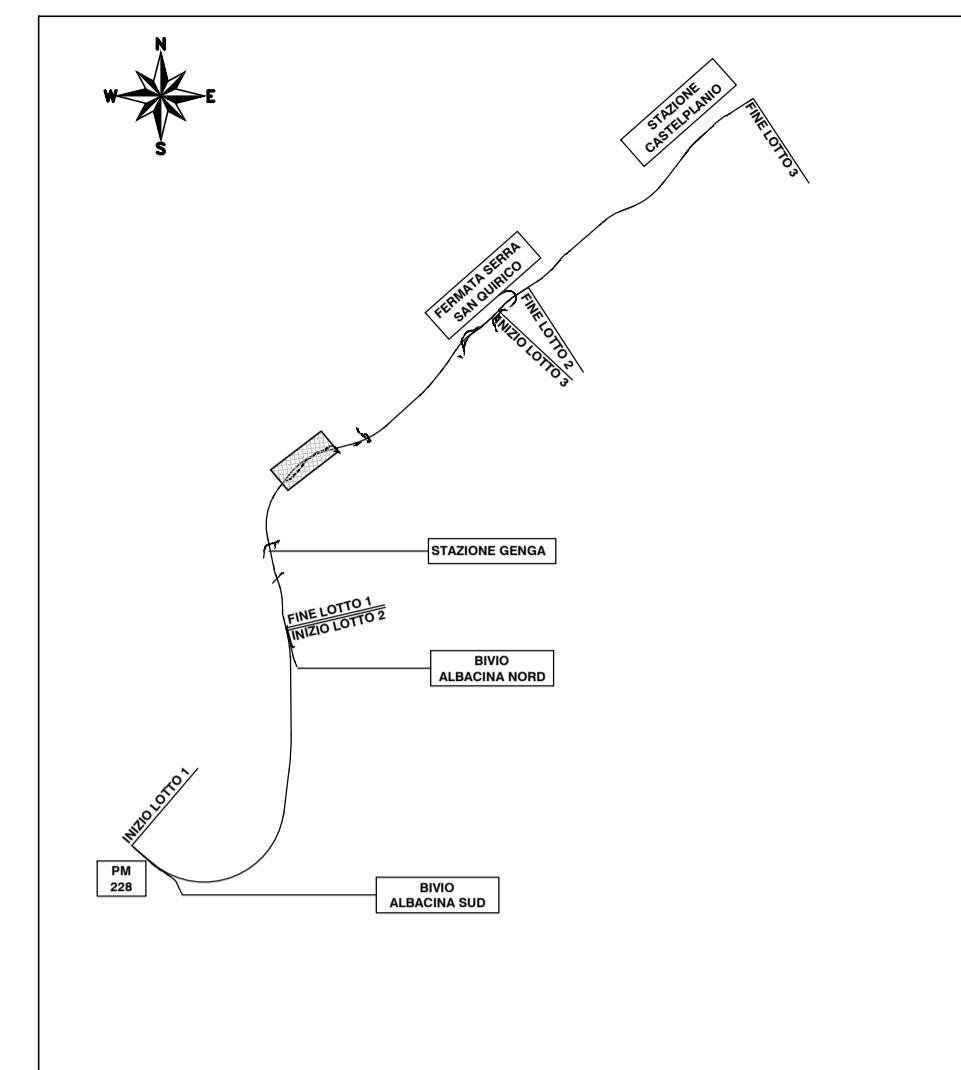 N
W E
S
STAZIONE
CASTELPLANIO
FINE LOTTO 3
FERMATA SERRA
SAN QUIRICO
FINE LOTTO 2
INIZIO LOTTO 3
STAZIONE GENGA
FINE LOTTO 1
INIZIO LOTTO 2
BIVIO
ALBACINA NORD
INIZIO LOTTO 1
PM
228
BIVIO
ALBACINA SUD